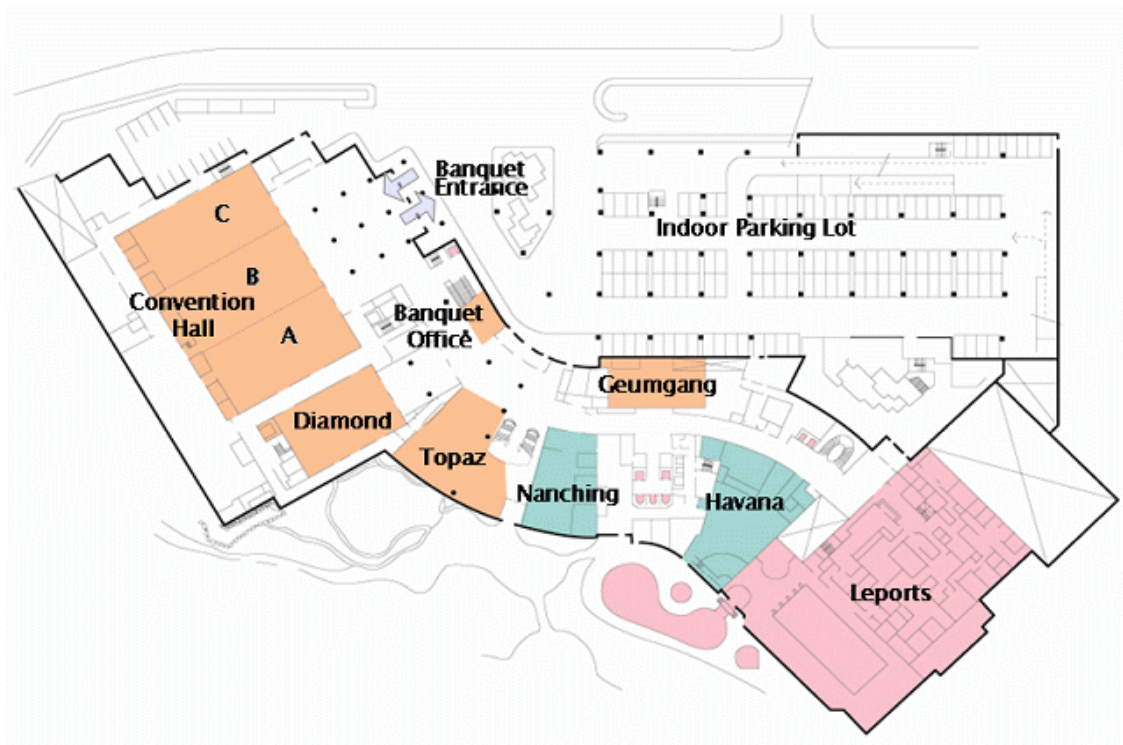 Banquet
Entrance
C
Indoor Parking Lot
B
Convention
Hall
A
Banquet
Office
Geumgang
Diamond
Topaz
Nanching
Havana
Leports